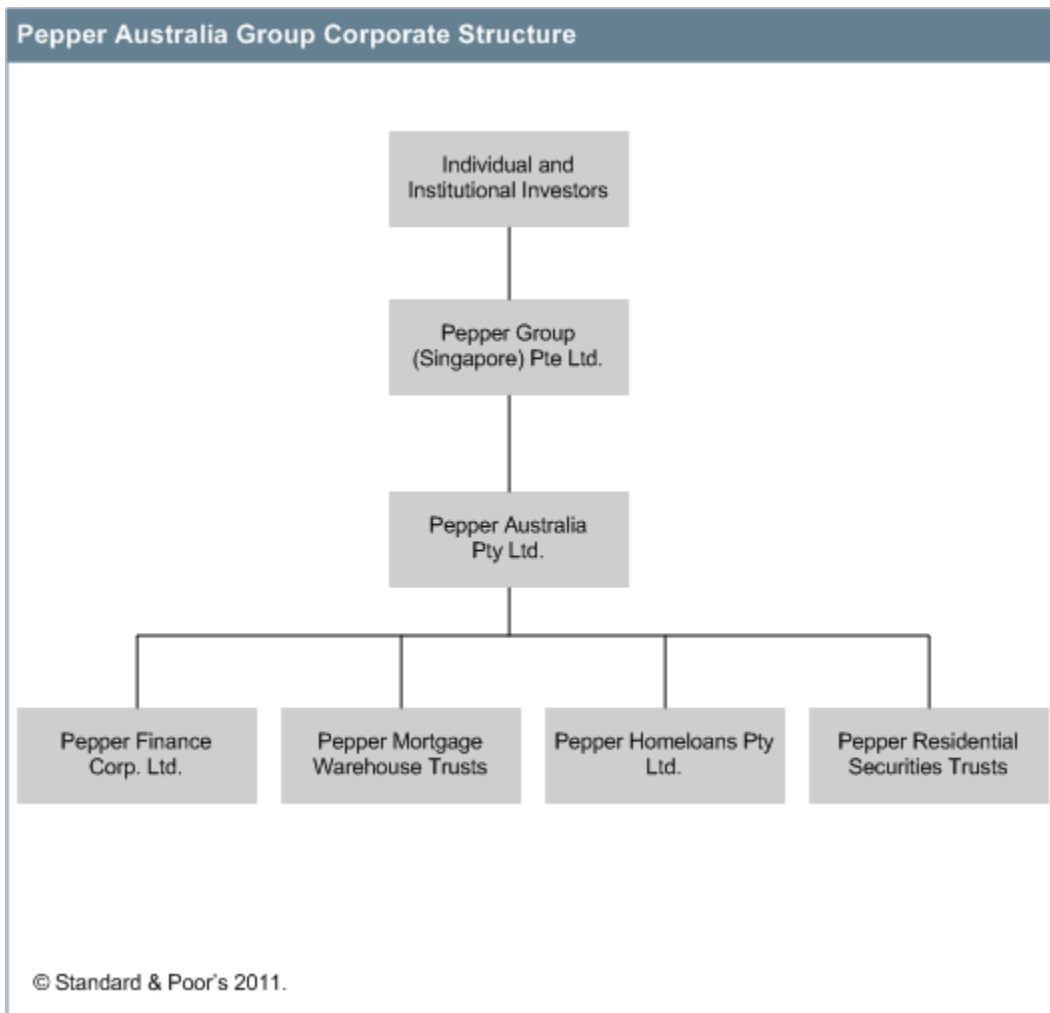 Pepper Australia Group Corporate Structure
Individual and
Institutional Investors
Pepper Group
(Singapore) Pte Ltd.
Pepper Australia
Pty Ltd.
Pepper Finance
Corp. Ltd.
Pepper Mortgage
Warehouse Trusts
Pepper Homeloans Pty
Ltd.
Pepper Residential
Securities Trusts
© Standard & Poor's 2011.